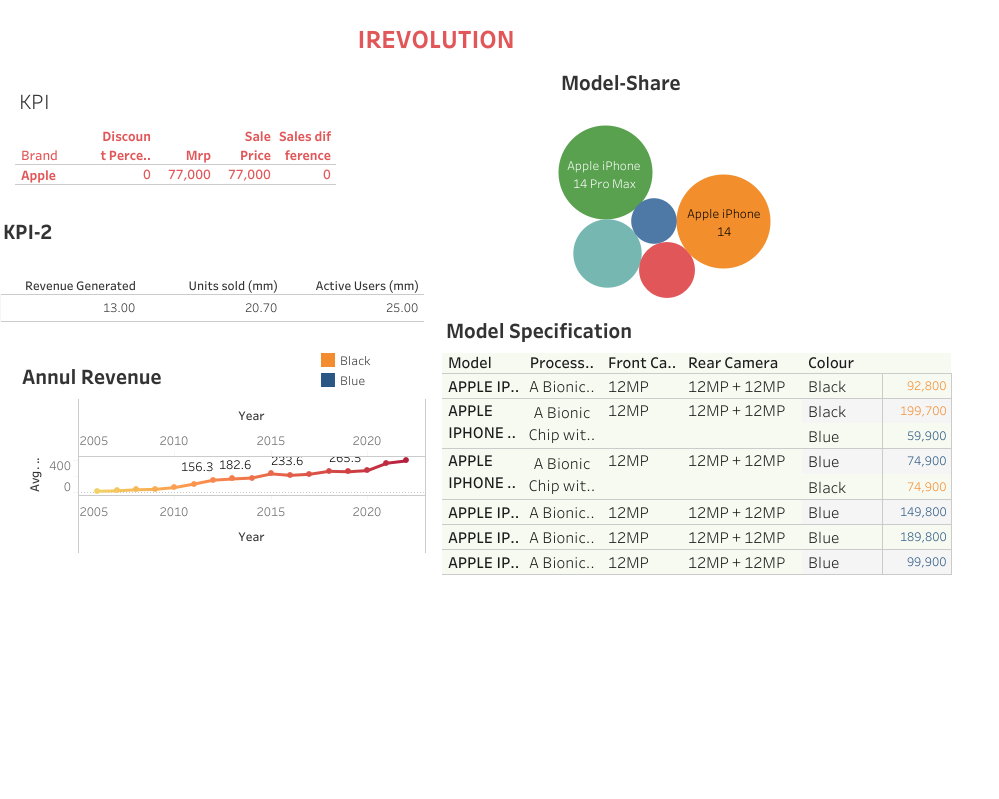 IREVOLUTION
KPI
Discoun Sale Sales dif
Brand t Perce.. Mrp Price ference
Apple 0 77,000 77,000 0
KPI-2
Revenue Generated Units sold (mm) Active Users (mm)
13.00 20.70 25.00
Annul Revenue
Black
Blue
Year
2005 2010 2015 2020
Avg ...
400
0
156.3 182.6 233.6 265.5
2005 2010 2015 2020
Year
Model-Share
Apple iPhone
14 Pro Max
Apple iPhone
14
Model Specification
Model Process.. Front Ca.. Rear Camera Colour
APPLE IP.. A Bionic.. 12MP 12MP + 12MP Black 92,800
APPLE A Bionic 12MP 12MP + 12MP Black 199,700
IPHONE .. Chip wit.. Blue 59,900
APPLE A Bionic 12MP 12MP + 12MP Blue 74,900
IPHONE .. Chip wit.. Black 74,900
APPLE IP.. A Bionic.. 12MP 12MP + 12MP Blue 149,800
APPLE IP.. A Bionic.. 12MP 12MP + 12MP Blue 189,800
APPLE IP.. A Bionic.. 12MP 12MP + 12MP Blue 99,900